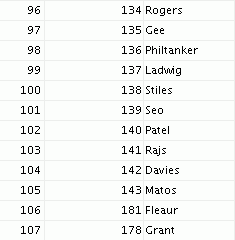 96 134 Rogers
97 135 Gee
98 136 Philtanker
99 137 Ladwig
100 138 Stiles
101 139 Seo
102 140 Patel
103 141 Rajs
104 142 Davies
105 143 Matos
106 181 Fleaur
107 178 Grant